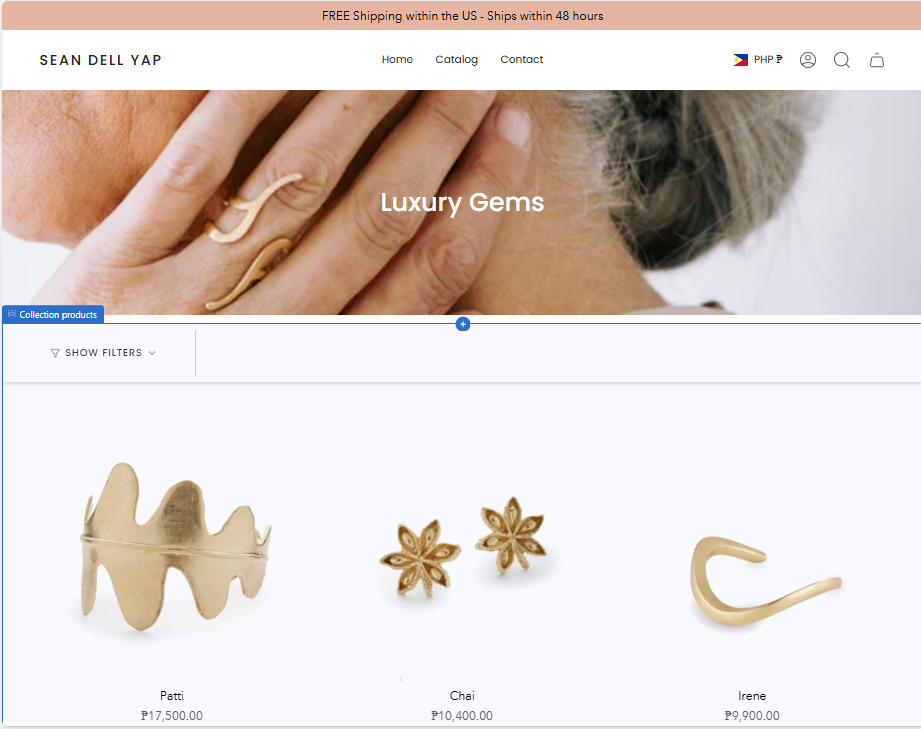 FREE Shipping within the US - Ships within 48 hours
SEAN DELL YAP
Home Catalog Contact
PHP ₱
Luxury Gems
Collection products
SHOW FILTERS
Patti
₱17,500.00
Chai
₱10,400.00
Irene
₱9,900.00